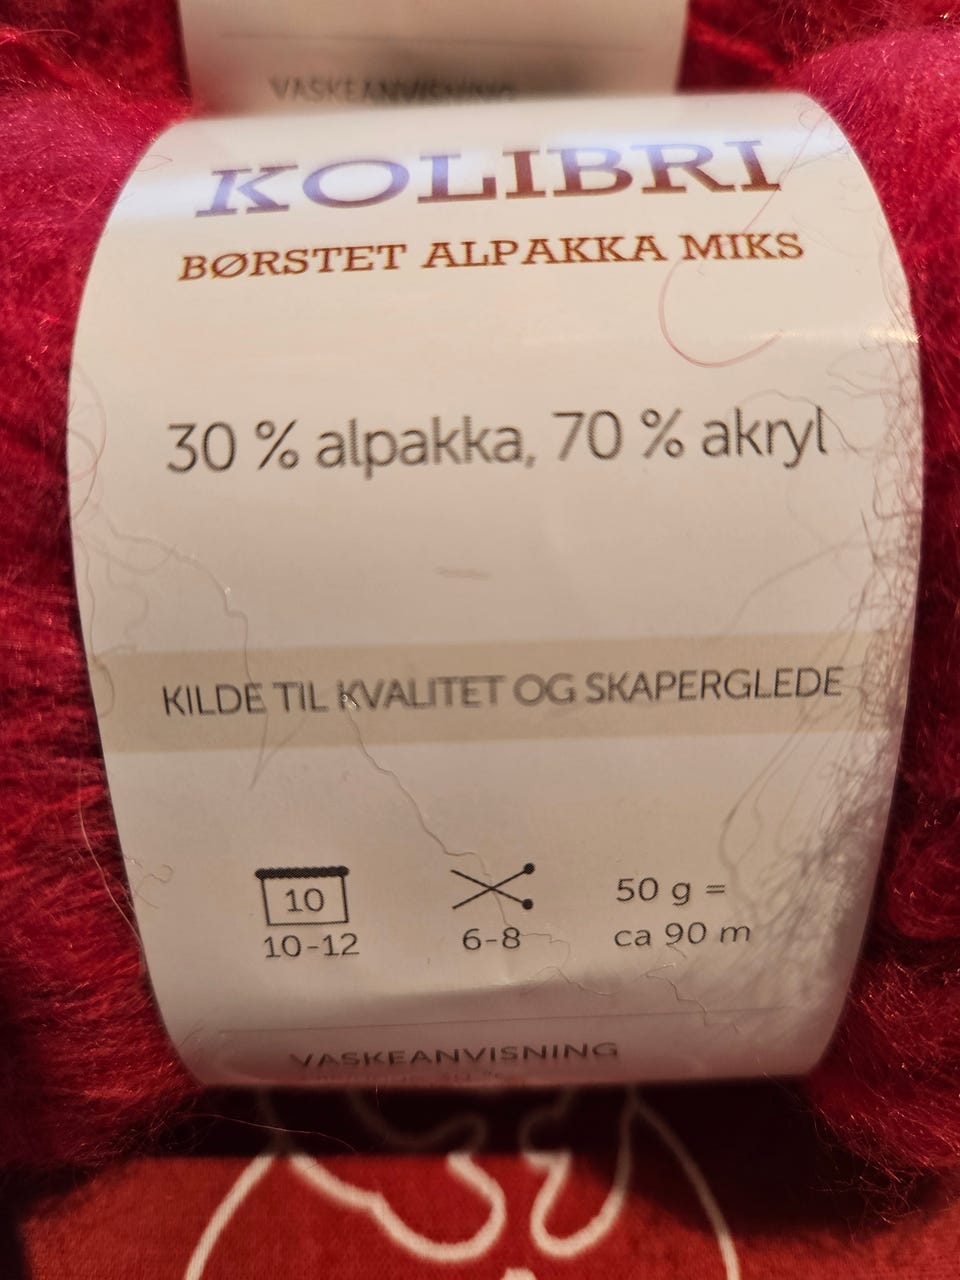 VASKEANVISNING
KOLIBRI
BØRSTET ALPAKKA MIKS
30 % alpakka, 70 % akryl
KILDE TIL KVALITET OG SKAPERGLEDE
10
10-12
6-8
50 g =
ca 90 m
VASKEANVISNING